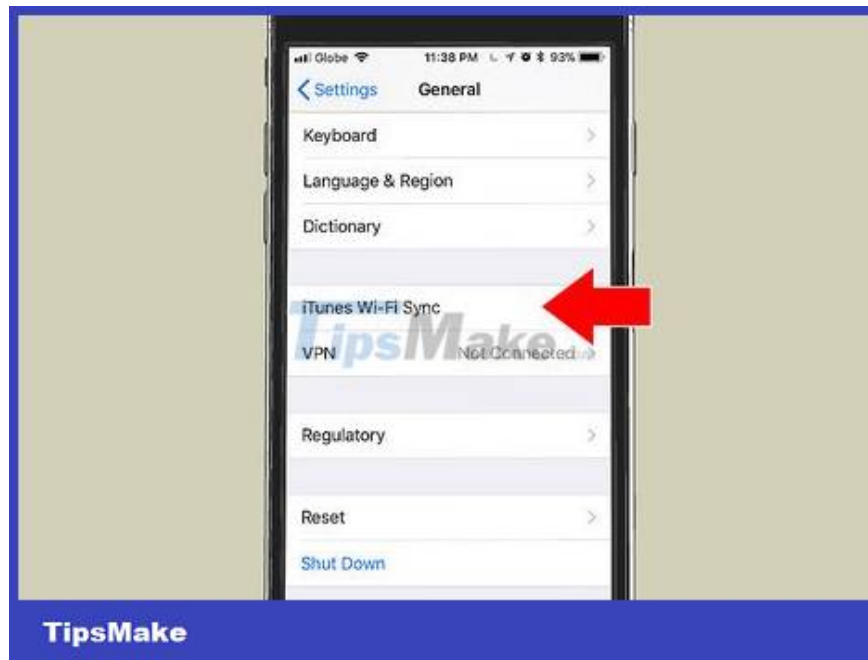 Globe 11:38 PM 93%
Settings General
Keyboard
Language & Region
Dictionary
iTunes Wi-Fi Sync
TipsMake
VPN Not Connected
Regulatory
Reset
Shut Down
TipsMake